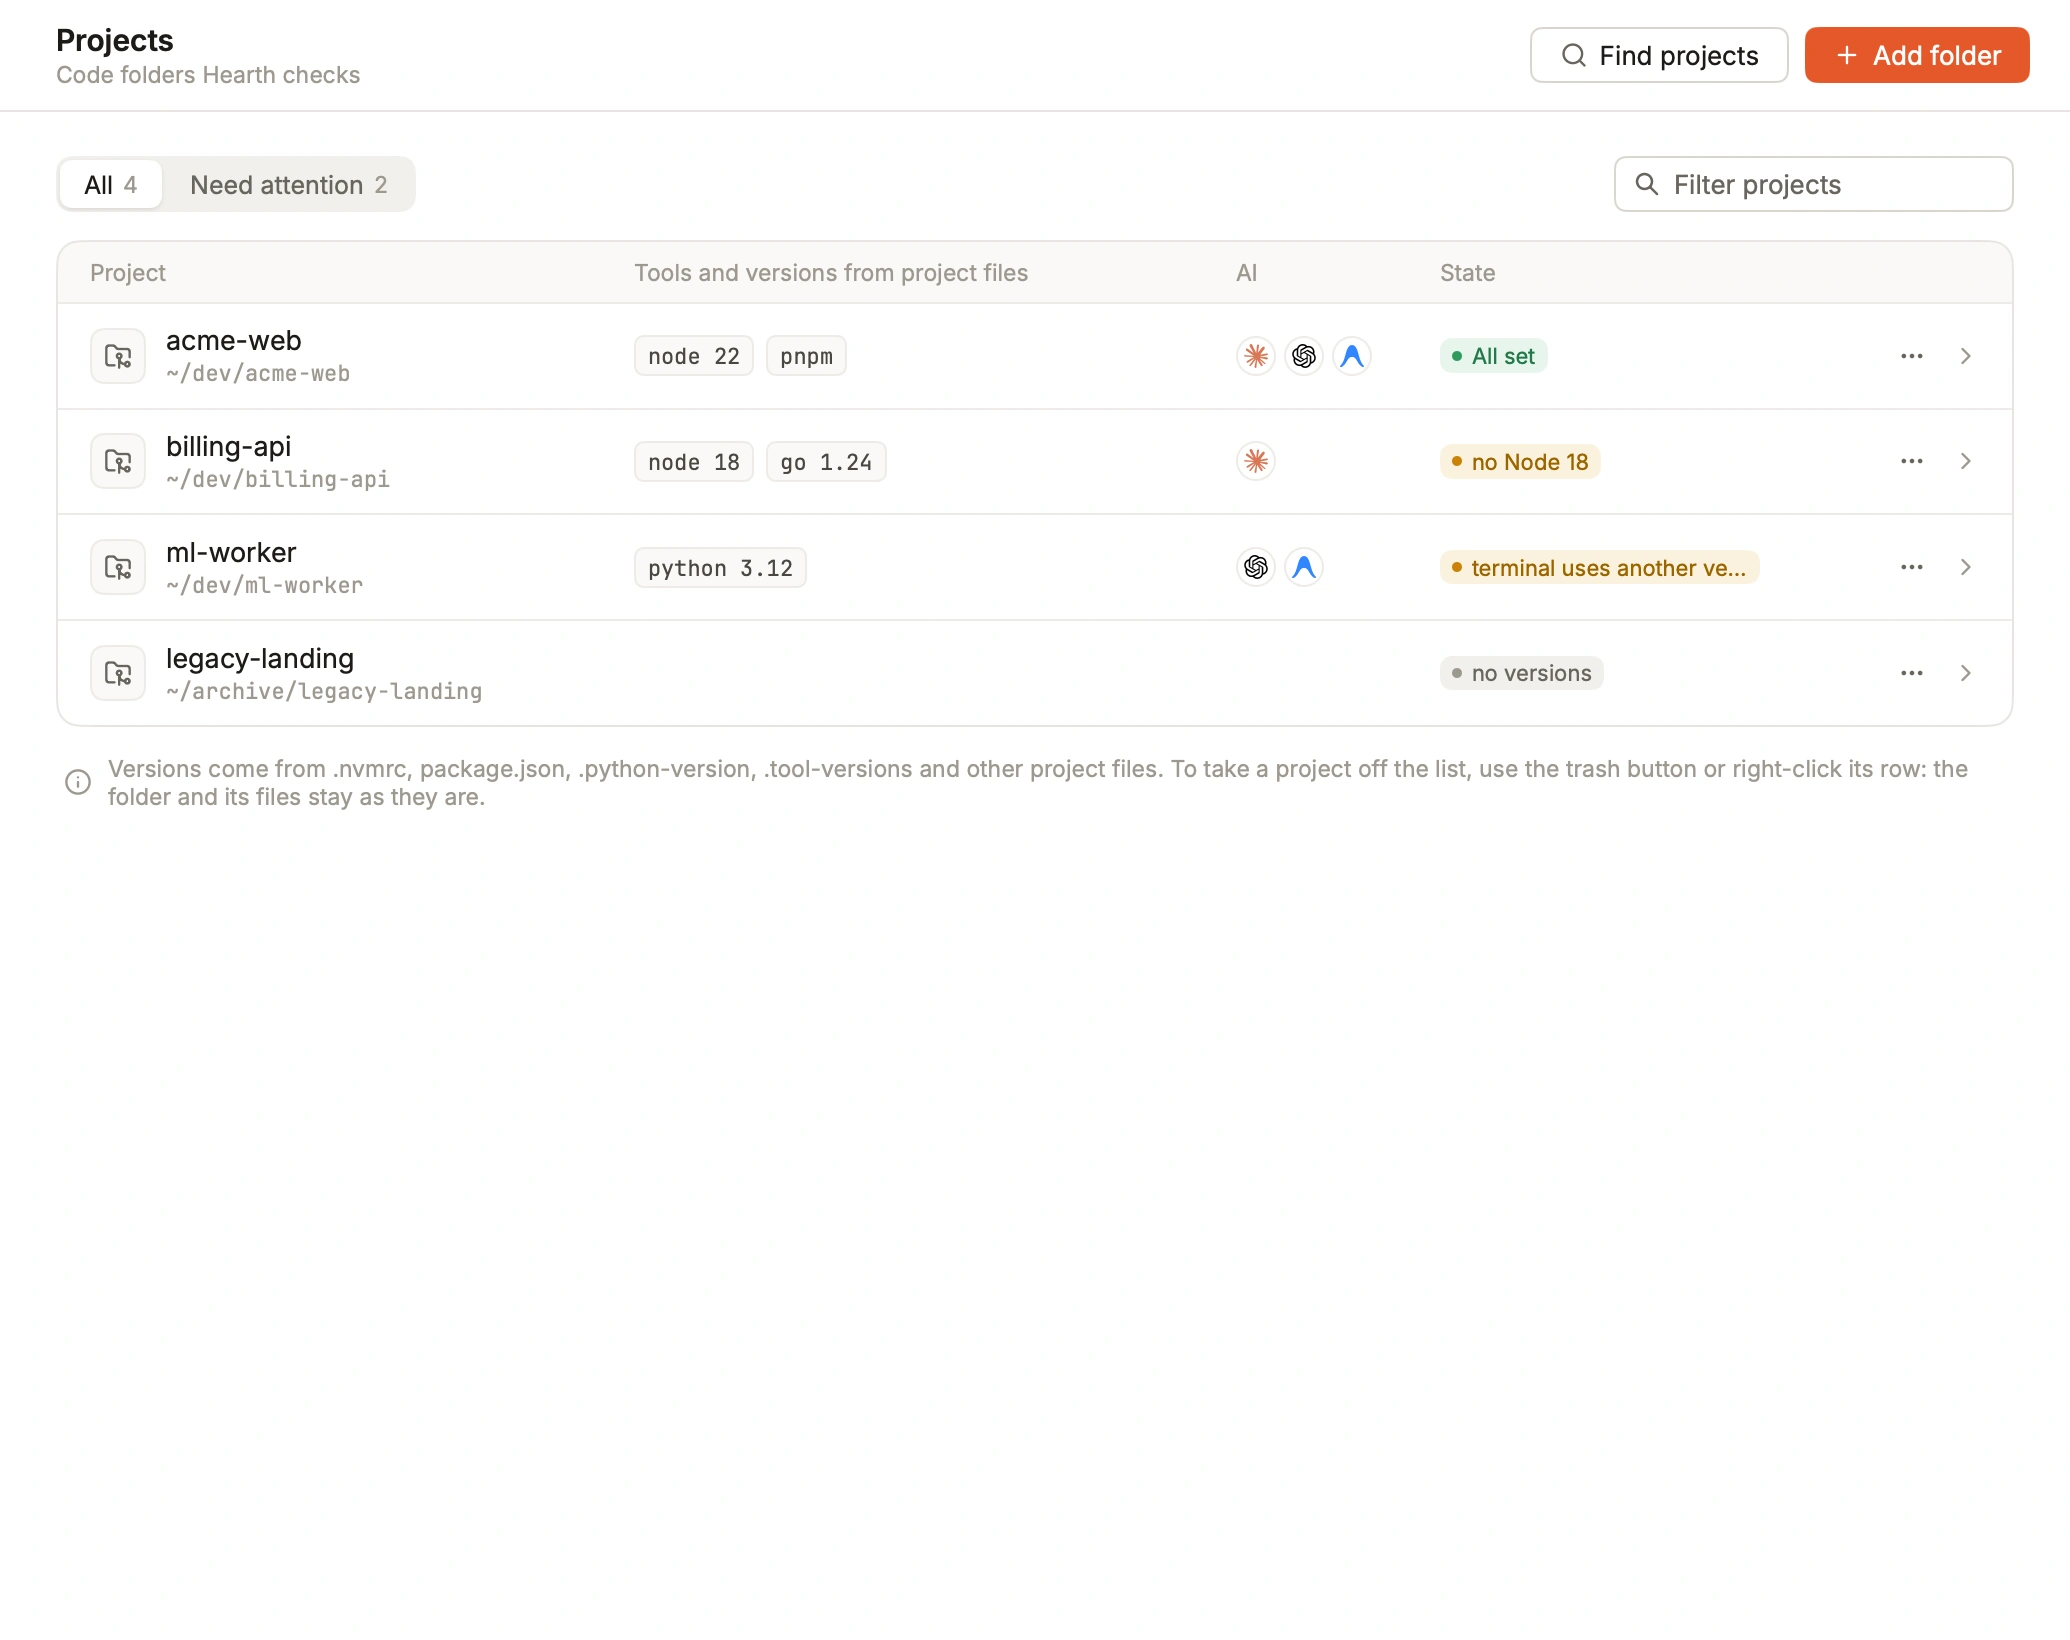 Projects
Code folders Hearth checks
Find projects
Add folder
All 4
Need attention 2
Filter projects
Project
Tools and versions from project files
AI
State
acme-web
~/dev/acme-web
node 22
pnpm
All set
billing-api
~/dev/billing-api
node 18
go 1.24
no Node 18
ml-worker
~/dev/ml-worker
python 3.12
terminal uses another ve...
legacy-landing
~/archive/legacy-landing
no versions
Versions come from .nvmrc, package.json, .python-version, .tool-versions and other project files. To take a project off the list, use the trash button or right-click its row: the
folder and its files stay as they are.